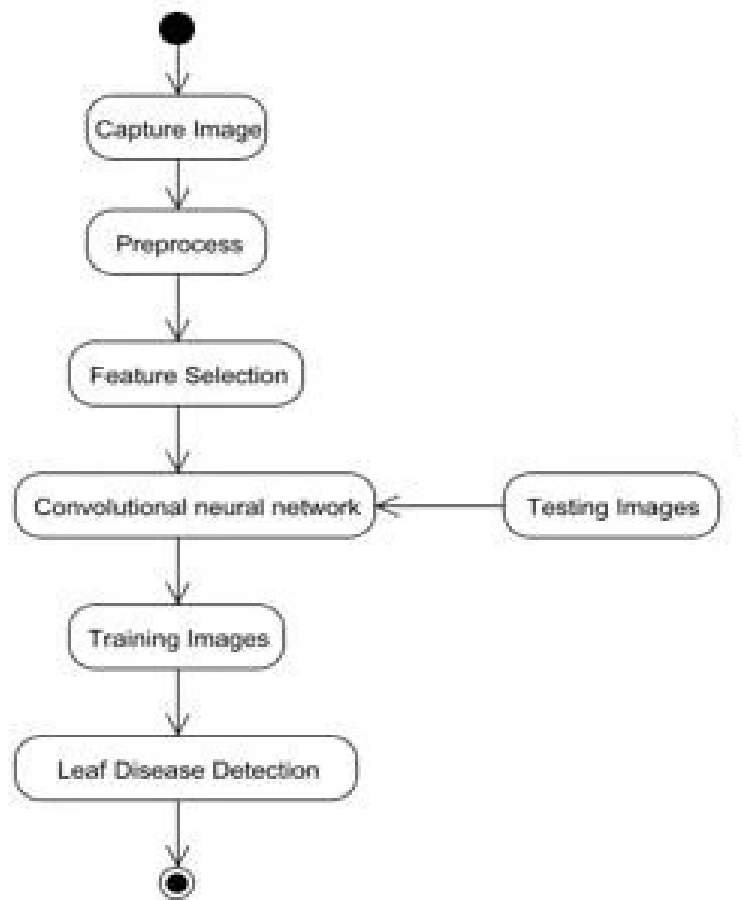 Capture Image
Preprocess
Feature Selection
Convolutional neural network
Testing Images
Training Images
Leaf Disease Detection